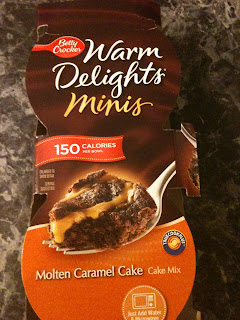 Betty
Crocker
Warm
Delights®
Minis
150 CALORIES
PER BOWL
Molten Caramel Cake Cake Mix
Just Add Water
& Microwave